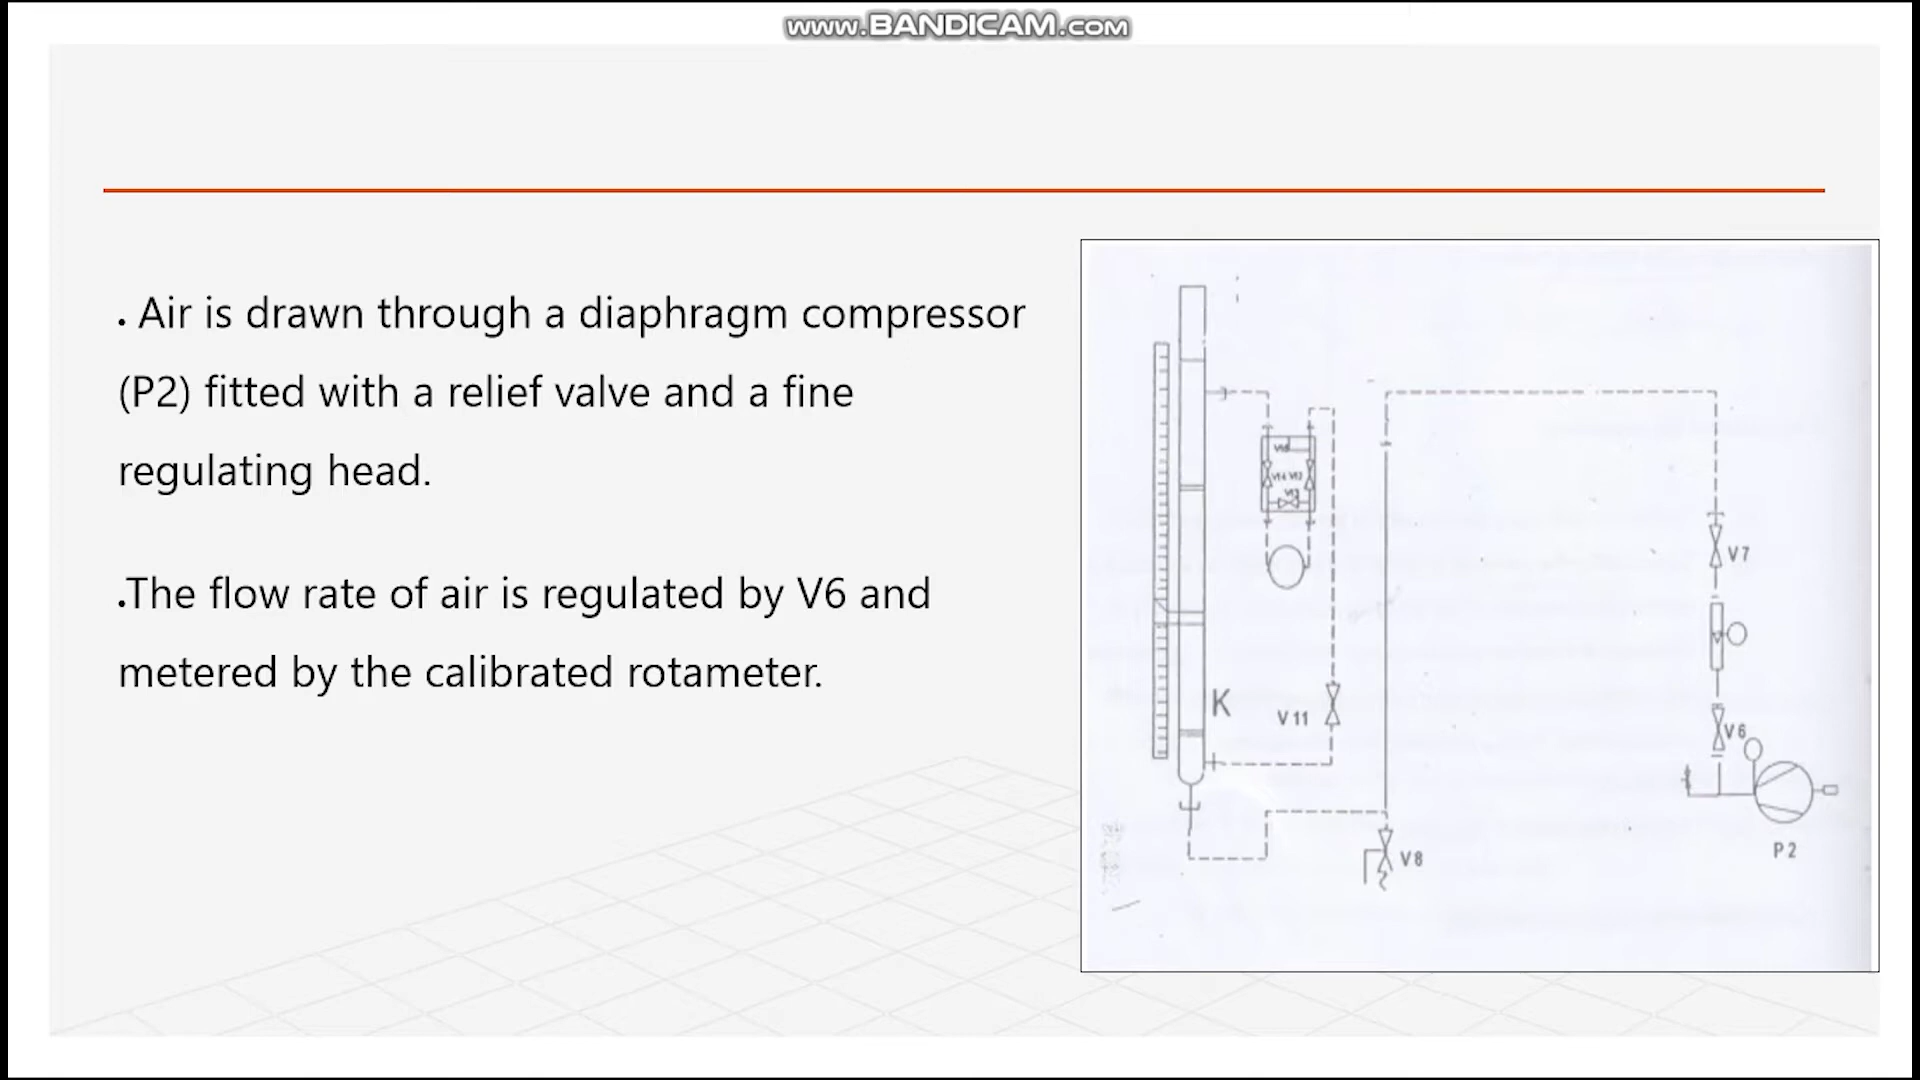 www.BANDICAM.com
• Air is drawn through a diaphragm compressor
(P2) fitted with a relief valve and a fine
regulating head.
•The flow rate of air is regulated by V6 and
metered by the calibrated rotameter.
V7
K
V11
V6
V8
P2